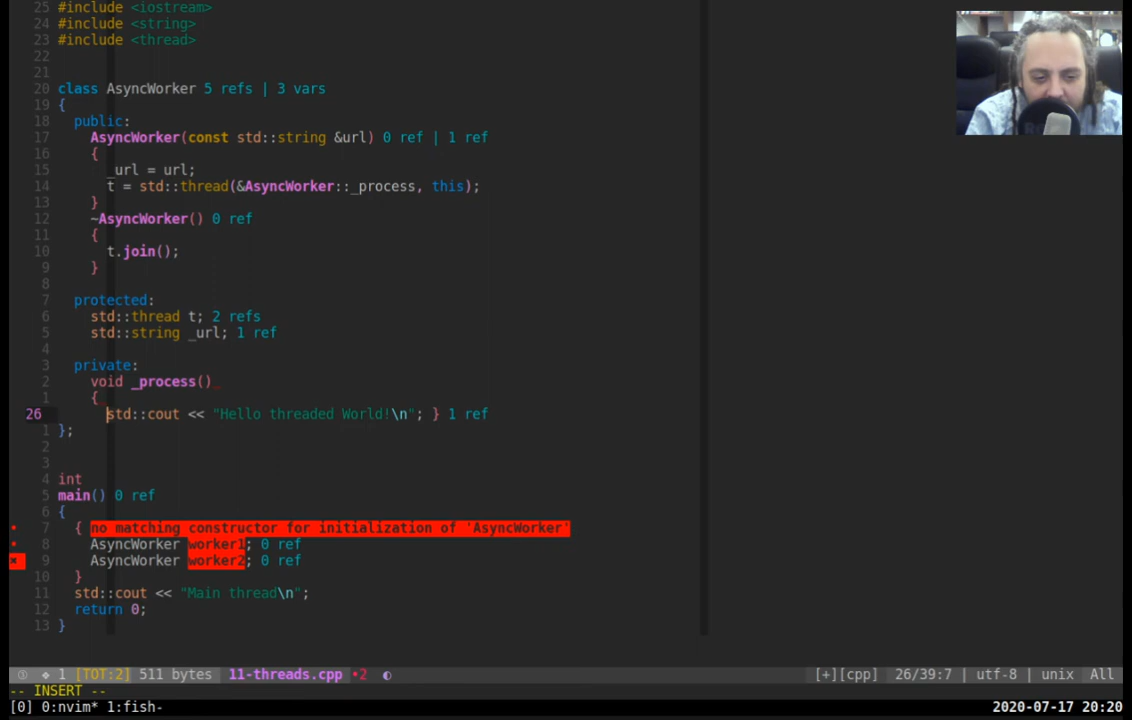 25 #include <iostream>
24 #include <string>
23 #include <thread>
22
21
20 class AsyncWorker 5 refs | 3 vars
19 {
18 public:
17 AsyncWorker(const std::string &url) 0 ref | 1 ref
16 {
15 _url = url;
14 t = std::thread(&AsyncWorker::_process, this);
13 }
12 ~AsyncWorker() 0 ref
11 {
10 t.join();
9 }
8
7 protected:
6 std::thread t; 2 refs
5 std::string _url; 1 ref
4
3 private:
2 void _process()_
1 {
26 std::cout << "Hello threaded World!\n"; } 1 ref
1 };
2
3
4 int
5 main() 0 ref
6 {
7 { no matching constructor for initialization of 'AsyncWorker'
8 AsyncWorker worker1; 0 ref
9 AsyncWorker worker2; 0 ref
10 }
11 std::cout << "Main thread\n";
12 return 0;
13 }
1 [TOT:2] 511 bytes 11-threads.cpp •2 [+][cpp] 26/39:7 | utf-8 | unix All
-- INSERT --
[0] 0:nvim* 1:fish- 2020-07-17 20:20